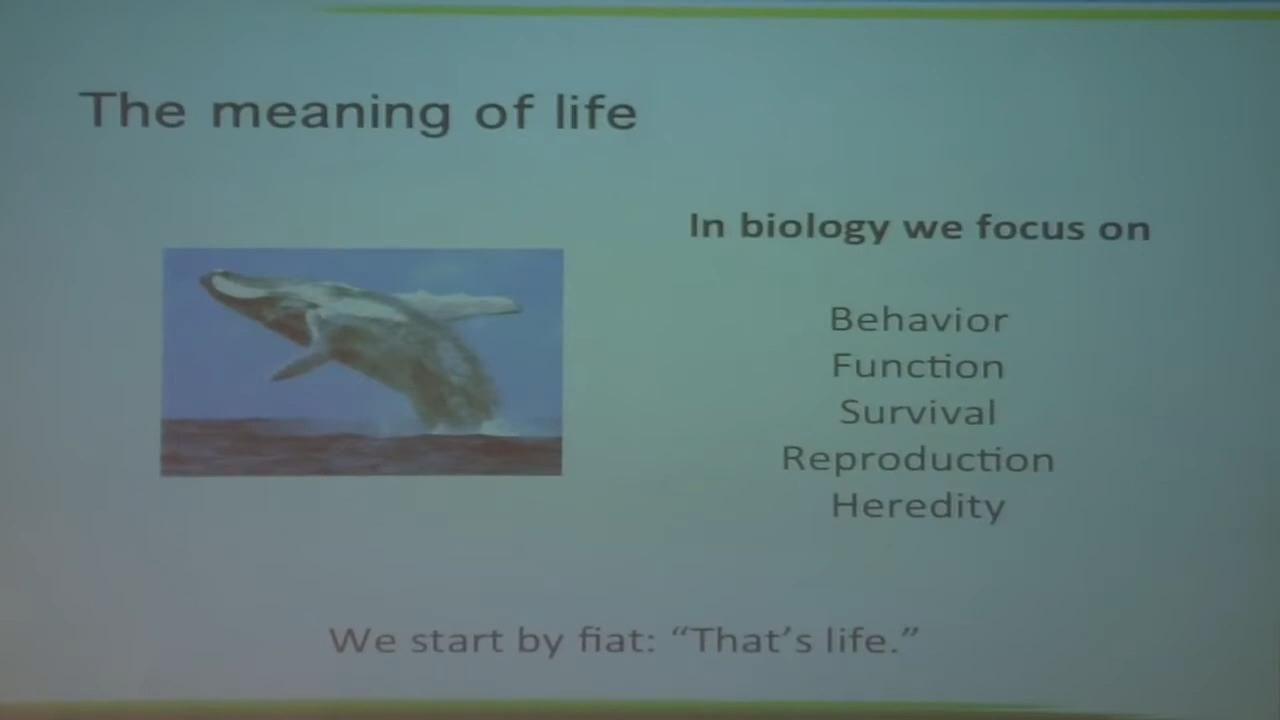 The meaning of life
In biology we focus on
Behavior
Function
Survival
Reproduction
Heredity
We start by fiat: “That’s life.”